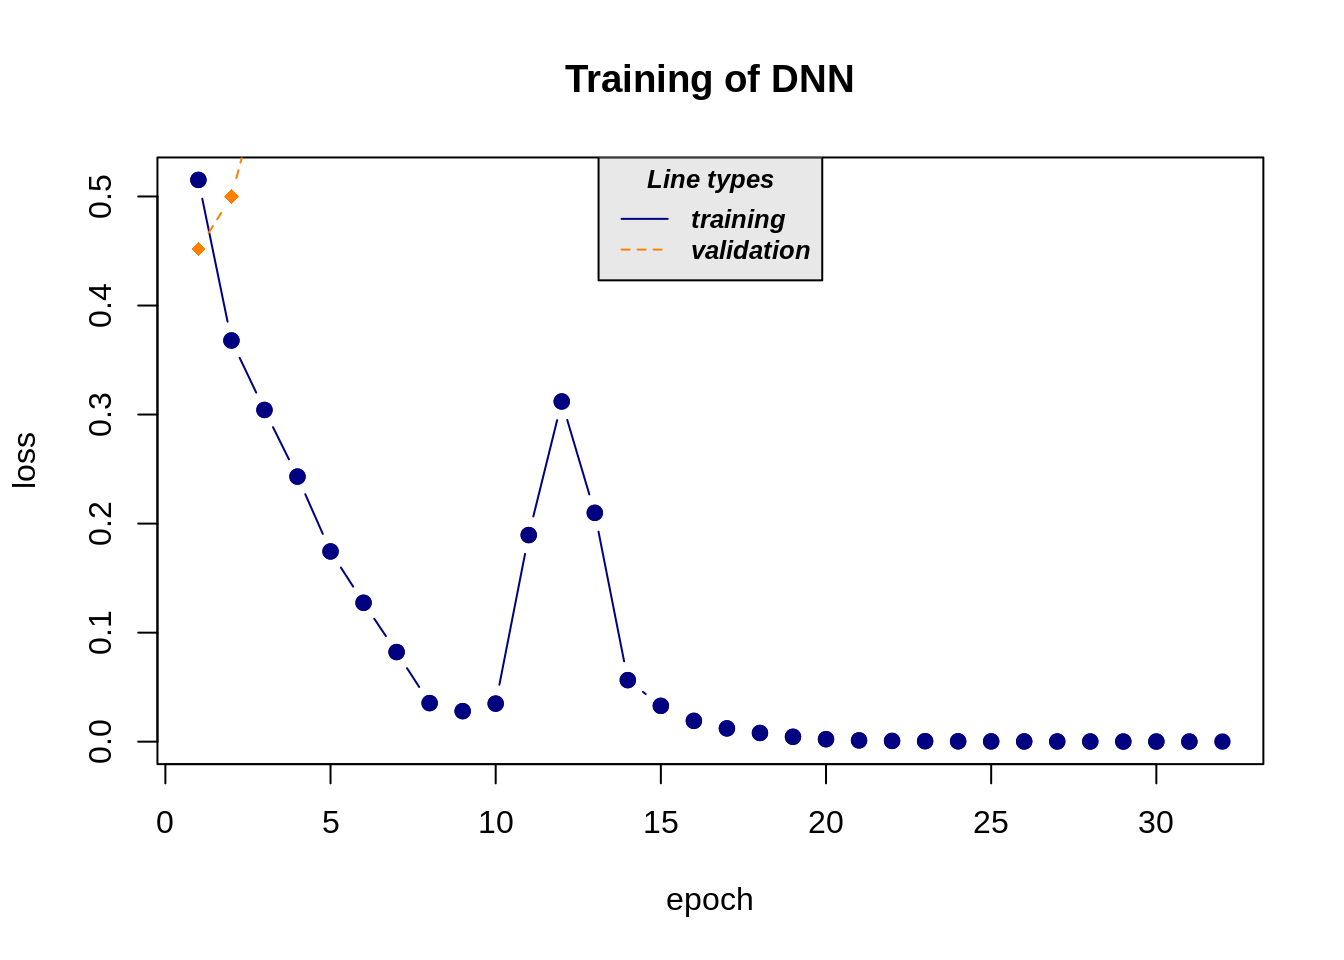 Training of DNN
Line types
training
validation
0.5
0.4
0.3
0.2
0.1
0.0
loss
0 5 10 15 20 25 30
epoch